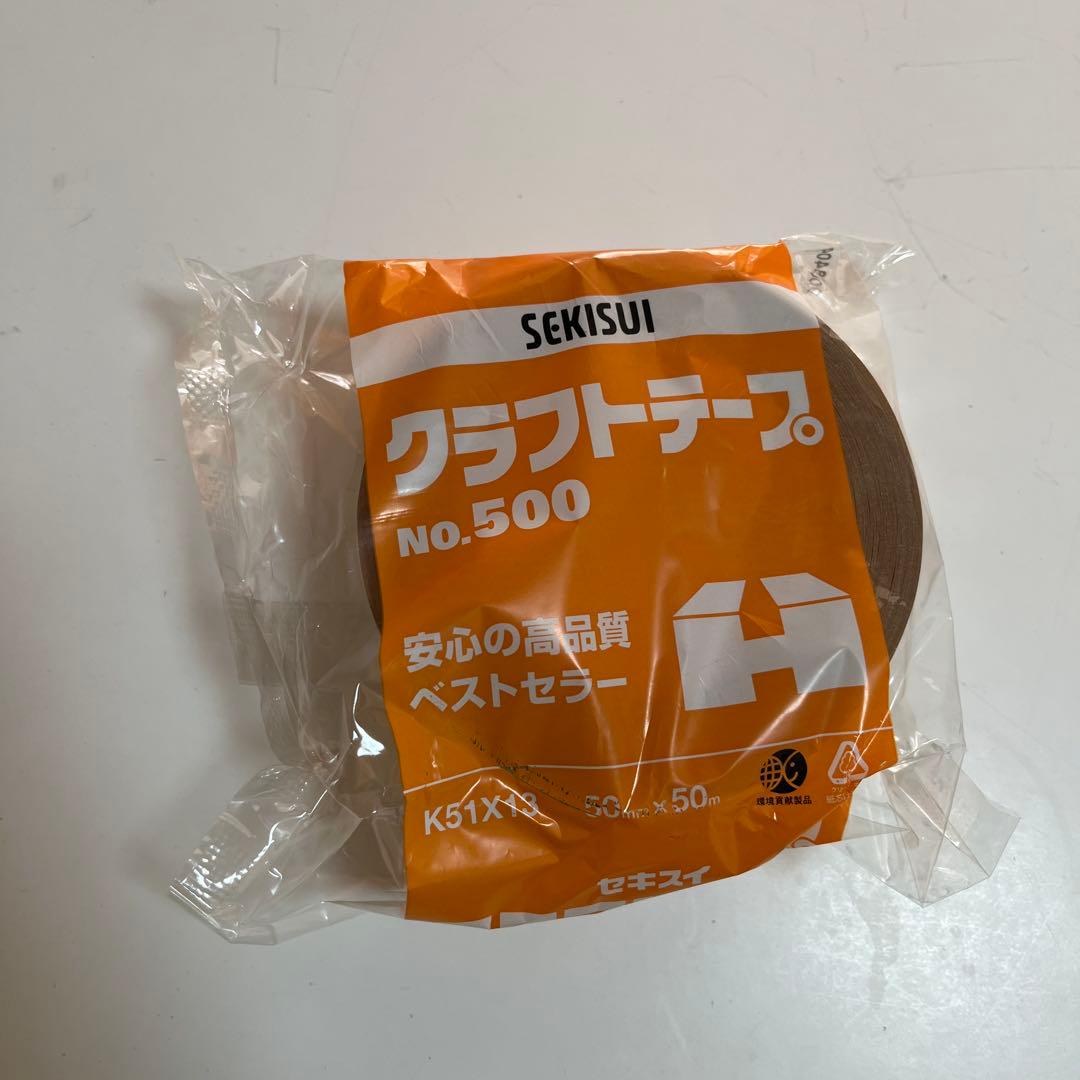 SEKISUI
クラフトテープ
No.500
安心の高品質
ベストセラー
K51X13 50mm×50m
環境貢献製品
セキスイ